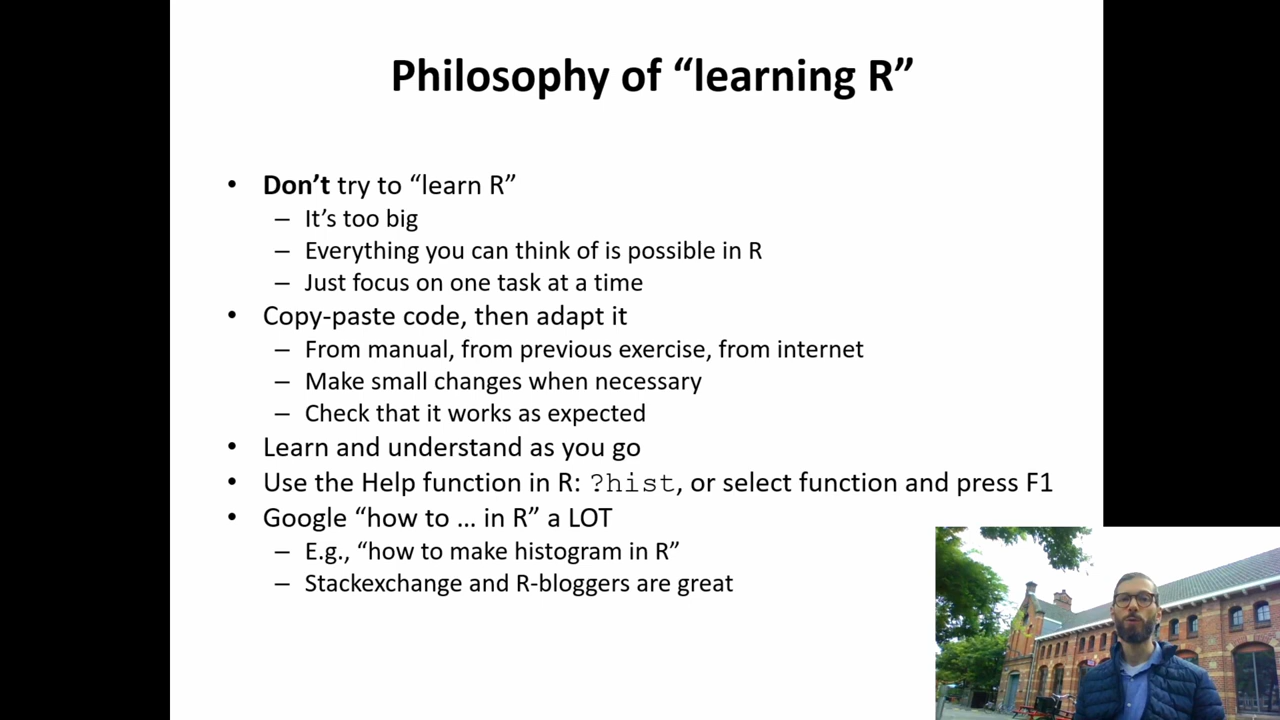 Philosophy of “learning R”
• Don’t try to “learn R”
– It’s too big
– Everything you can think of is possible in R
– Just focus on one task at a time
• Copy-paste code, then adapt it
– From manual, from previous exercise, from internet
– Make small changes when necessary
– Check that it works as expected
• Learn and understand as you go
• Use the Help function in R: ?hist, or select function and press F1
• Google “how to … in R” a LOT
– E.g., “how to make histogram in R”
– Stackexchange and R-bloggers are great